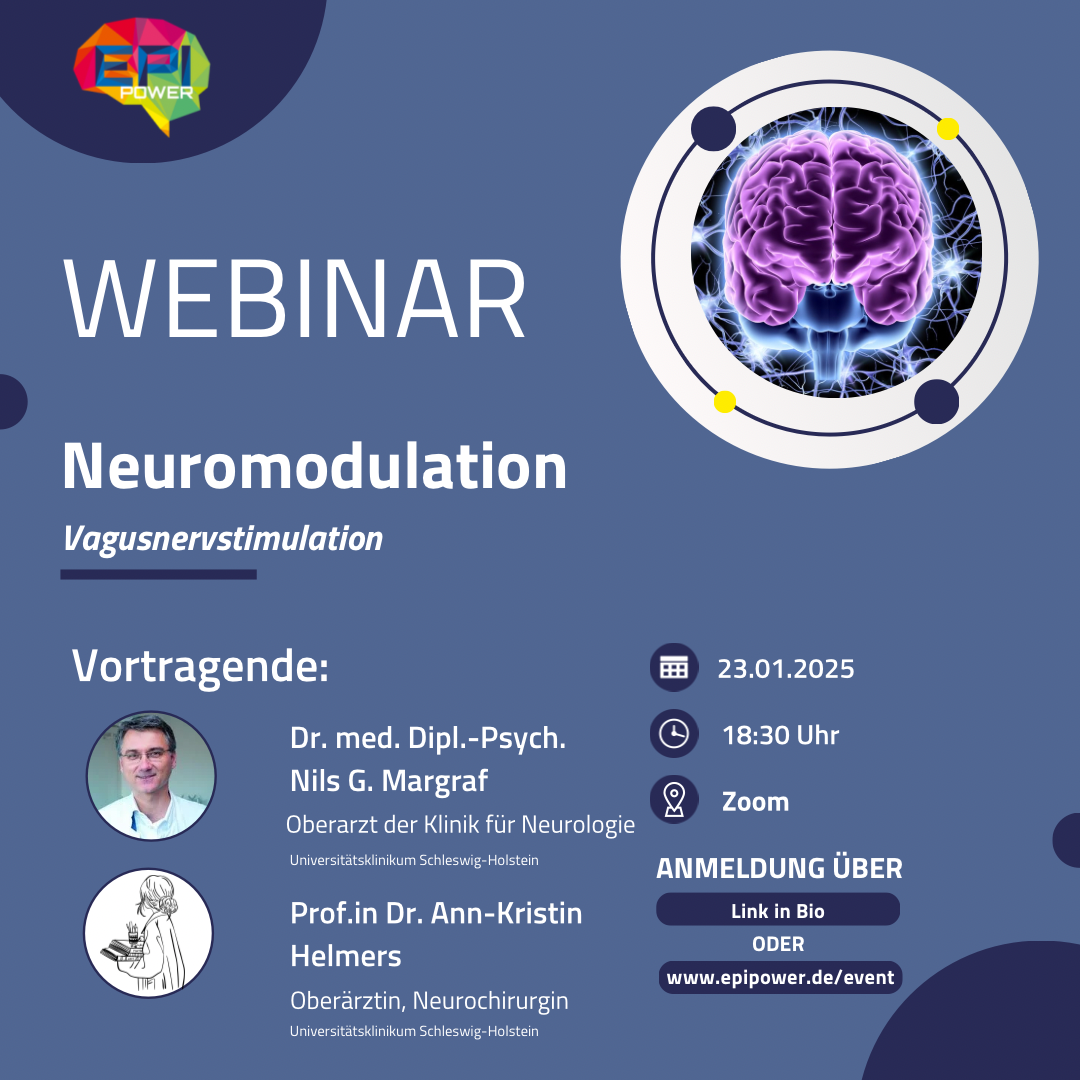 EPI
POWER
WEBINAR
Neuromodulation
Vagusnervstimulation
Vortragende:
Dr. med. Dipl.-Psych.
Nils G. Margraf
Oberarzt der Klinik für Neurologie
Universitätsklinikum Schleswig-Holstein
Prof.in Dr. Ann-Kristin
Helmers
Oberärztin, Neurochirurgin
Universitätsklinikum Schleswig-Holstein
23.01.2025
18:30 Uhr
Zoom
ANMELDUNG ÜBER
Link in Bio
ODER
www.epipower.de/event